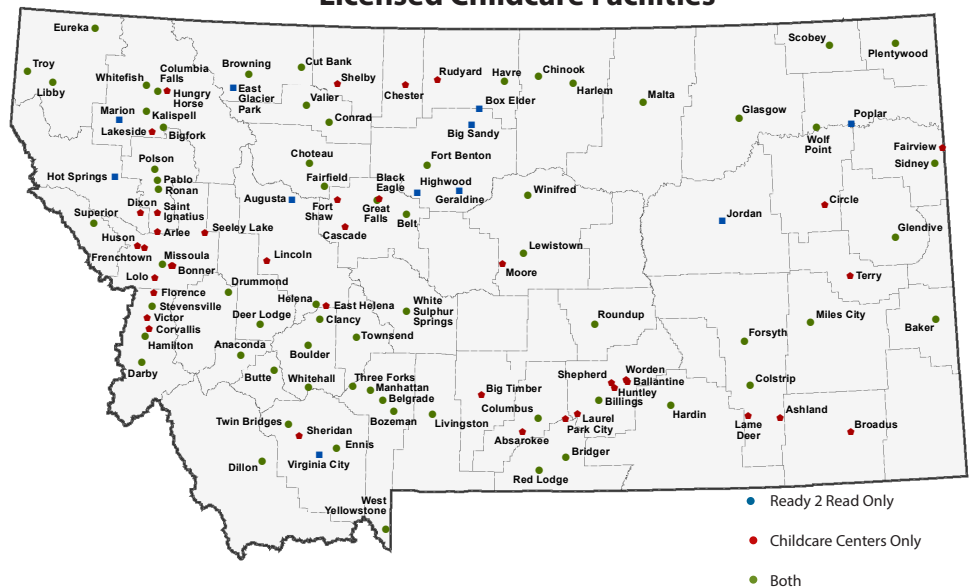 Licensed Childcare Facilities
Eureka
Troy
Libby
Whitefish
Columbia
Falls
Hungry
Horse
Kalispell
Marion
Lakeside
Bigfork
Browning
East
Glacier
Park
Cut Bank
Shelby
Valier
Conrad
Chester
Rudyard
Havre
Chinook
Harlem
Box Elder
Big Sandy
Malta
Scobey
Plentywood
Glasgow
Wolf
Point
Poplar
Fairview
Sidney
Polson
Pablo
Ronan
Hot Springs
Dixon
Saint
Ignatius
Superior
Arlee
Huson
Frenchtown
Missoula
Bonner
Lolo
Seeley Lake
Choteau
Fairfield
Augusta
Fort
Shaw
Cascade
Black
Eagle
Great
Falls
Belt
Fort Benton
Highwood
Geraldine
Winifred
Lewistown
Moore
Jordan
Circle
Glendive
Terry
Lincoln
Florence
Stevensville
Victor
Corvallis
Hamilton
Darby
Drummond
Deer Lodge
Anaconda
Butte
Helena
East Helena
Clancy
Boulder
Townsend
White
Sulphur
Springs
Whitehall
Three Forks
Manhattan
Belgrade
Bozeman
Livingston
Twin Bridges
Sheridan
Ennis
Virginia City
Dillon
West
Yellowstone
Roundup
Big Timber
Columbus
Absarokee
Shepherd
Worden
Ballantine
Huntley
Billings
Laurel
Park City
Bridger
Red Lodge
Hardin
Forsyth
Miles City
Baker
Colstrip
Lame
Deer
Ashland
Broadus
Ready 2 Read Only
Childcare Centers Only
Both